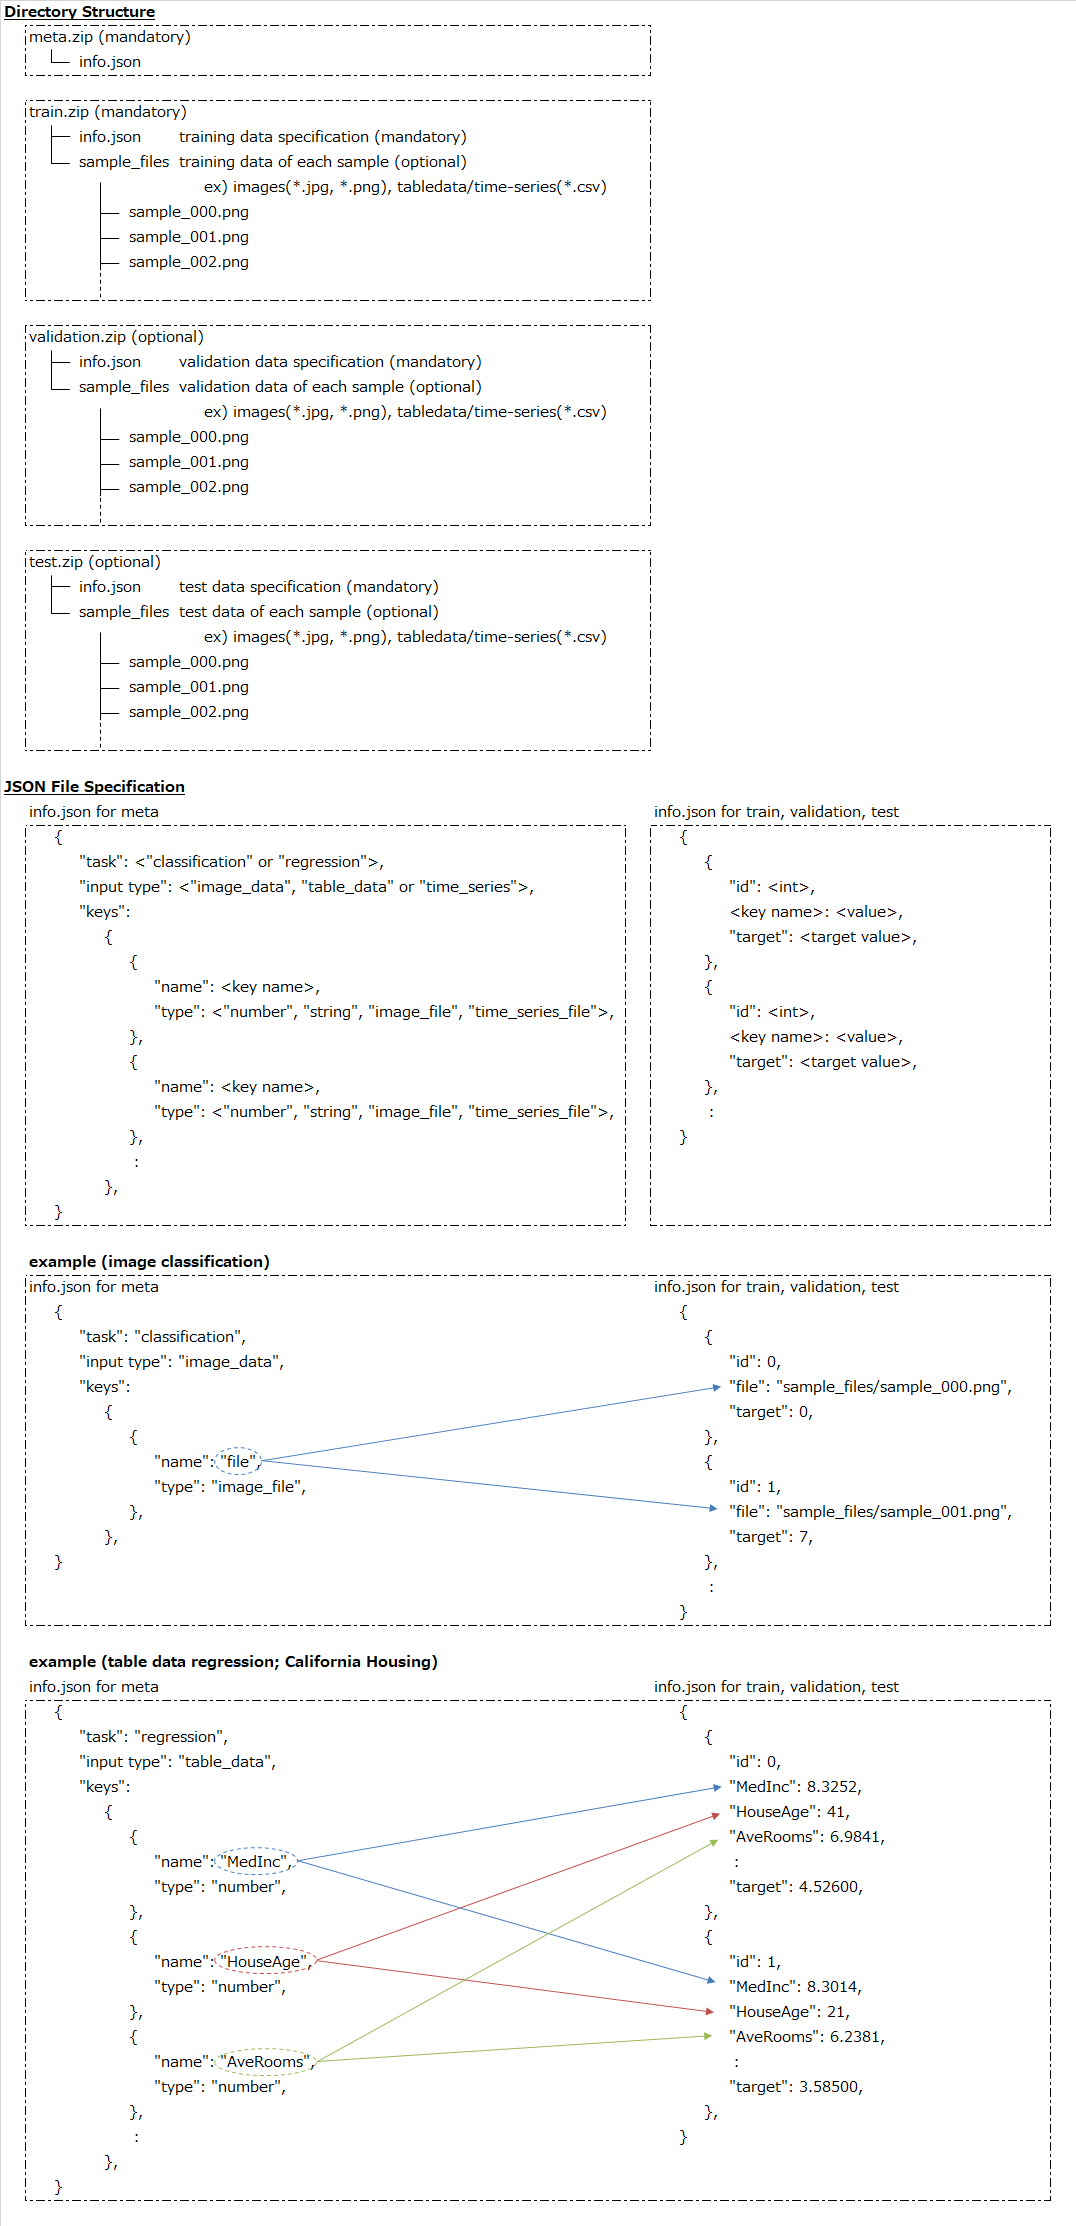 Directory Structure
meta.zip (mandatory)
info.json
train.zip (mandatory)
info.json training data specification (mandatory)
sample_files training data of each sample (optional)
ex) images(*.jpg, *.png), tabledata/time-series(*.csv)
sample_000.png
sample_001.png
sample_002.png
validation.zip (optional)
info.json validation data specification (mandatory)
sample_files validation data of each sample (optional)
ex) images(*.jpg, *.png), tabledata/time-series(*.csv)
sample_000.png
sample_001.png
sample_002.png
test.zip (optional)
info.json test data specification (mandatory)
sample_files test data of each sample (optional)
ex) images(*.jpg, *.png), tabledata/time-series(*.csv)
sample_000.png
sample_001.png
sample_002.png
JSON File Specification
info.json for meta
{
"task": <"classification" or "regression">,
"input type": <"image_data", "table_data" or "time_series">,
"keys":
{
{
"name": <key name>,
"type": <"number", "string", "image_file", "time_series_file">,
},
{
"name": <key name>,
"type": <"number", "string", "image_file", "time_series_file">,
},
:
},
}
info.json for train, validation, test
{
{
"id": <int>,
<key name>: <value>,
"target": <target value>,
},
{
"id": <int>,
<key name>: <value>,
"target": <target value>,
},
:
}
example (image classification)
info.json for meta
{
"task": "classification",
"input type": "image_data",
"keys":
{
{
"name": "file",
"type": "image_file",
},
},
}
info.json for train, validation, test
{
{
"id": 0,
"file": "sample_files/sample_000.png",
"target": 0,
},
{
"id": 1,
"file": "sample_files/sample_001.png",
"target": 7,
},
:
}
example (table data regression; California Housing)
info.json for meta
{
"task": "regression",
"input type": "table_data",
"keys":
{
{
"name": "MedInc",
"type": "number",
},
{
"name": "HouseAge",
"type": "number",
},
{
"name": "AveRooms",
"type": "number",
},
:
},
}
info.json for train, validation, test
{
{
"id": 0,
"MedInc": 8.3252,
"HouseAge": 41,
"AveRooms": 6.9841,
:
"target": 4.52600,
},
{
"id": 1,
"MedInc": 8.3014,
"HouseAge": 21,
"AveRooms": 6.2381,
:
"target": 3.58500,
},
}